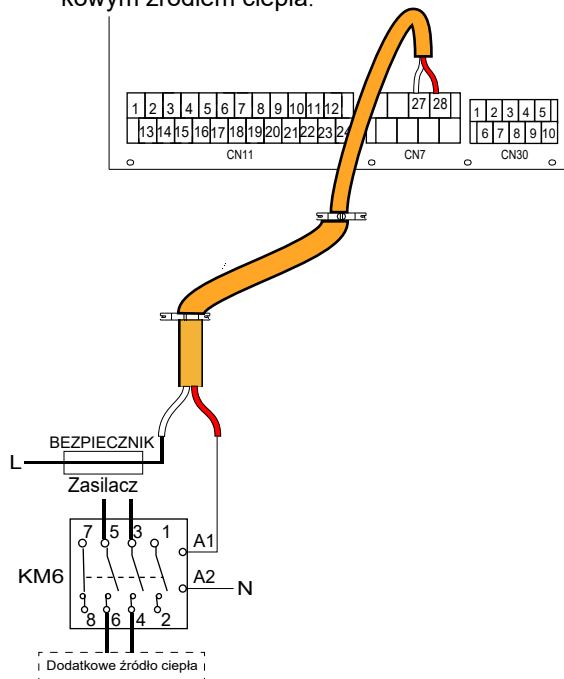 kowym źródłem ciepła.
27 28
1 2 3 4 5 6 7 8 9 10 11 12
13 14 15 16 17 18 19 20 21 22 23 24
1 2 3 4 5
6 7 8 9 10
CN11 CN7 CN30
BEZPIECZNIK
L
Zasilacz
7 5 3 1
A1
KM6
A2
N
8 6 4 2
Dodatkowe źródło ciepła